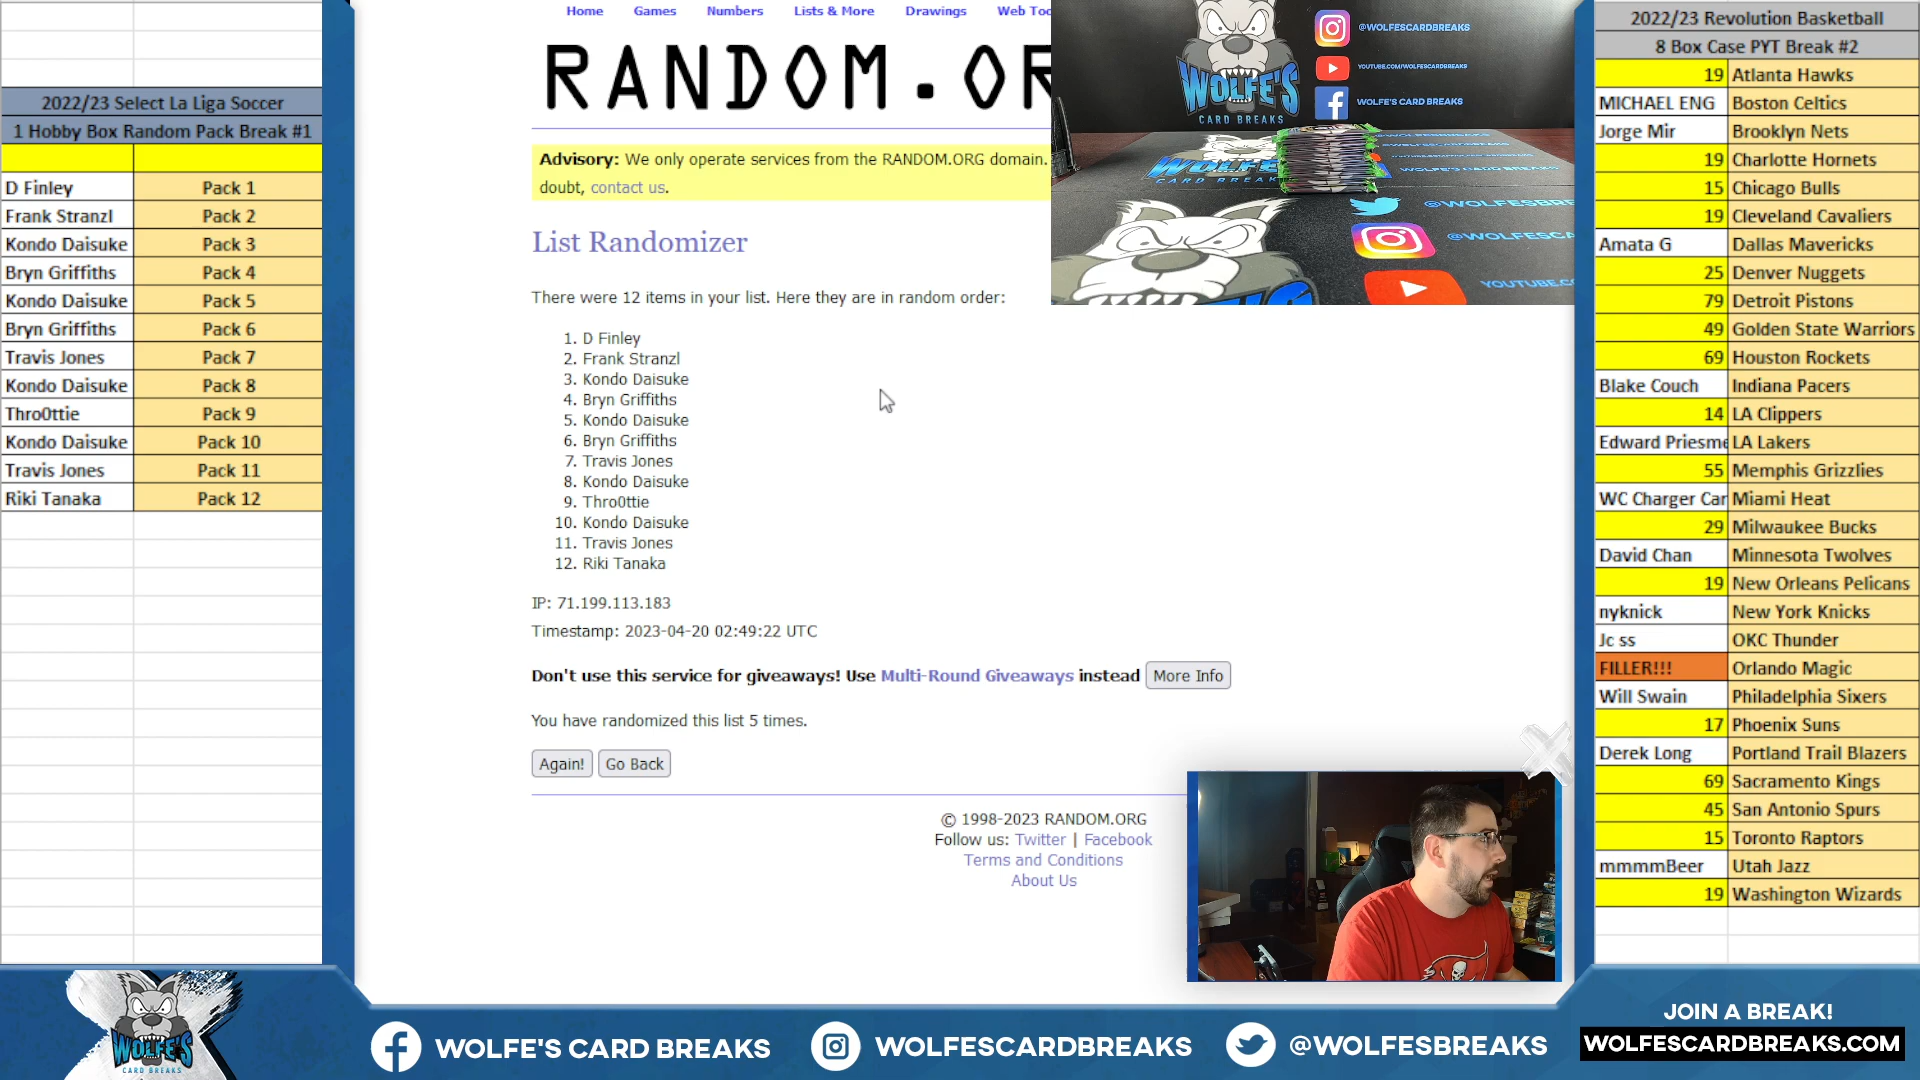 2022/23 Select La Liga Soccer
1 Hobby Box Random Pack Break #1
D Finley Pack 1
Frank Stranzl Pack 2
Kondo Daisuke Pack 3
Bryn Griffiths Pack 4
Kondo Daisuke Pack 5
Bryn Griffiths Pack 6
Travis Jones Pack 7
Kondo Daisuke Pack 8
Thro0ttie Pack 9
Kondo Daisuke Pack 10
Travis Jones Pack 11
Riki Tanaka Pack 12
Home Games Numbers Lists & More Drawings Web Too
RANDOM.OR
Advisory: We only operate services from the RANDOM.ORG domain.
doubt, contact us.
List Randomizer
There were 12 items in your list. Here they are in random order:
1. D Finley
2. Frank Stranzl
3. Kondo Daisuke
4. Bryn Griffiths
5. Kondo Daisuke
6. Bryn Griffiths
7. Travis Jones
8. Kondo Daisuke
9. Thro0ttie
10. Kondo Daisuke
11. Travis Jones
12. Riki Tanaka
IP: 71.199.113.183
Timestamp: 2023-04-20 02:49:22 UTC
Don't use this service for giveaways! Use Multi-Round Giveaways instead More Info
You have randomized this list 5 times.
Again! Go Back
© 1998-2023 RANDOM.ORG
Follow us: Twitter | Facebook
Terms and Conditions
About Us
WOLFE'S
CARD BREAKS
@WOLFESCARDBREAKS
YOUTUBE.COM/WOLFESCARDBREAKS
WOLFE'S CARD BREAKS
CARD BREAKS
@WOLFESBRE
@WOLFESCA
YOUTUBE.C
2022/23 Revolution Basketball
8 Box Case PYT Break #2
19 Atlanta Hawks
MICHAEL ENG Boston Celtics
Jorge Mir Brooklyn Nets
19 Charlotte Hornets
15 Chicago Bulls
19 Cleveland Cavaliers
Amata G Dallas Mavericks
25 Denver Nuggets
79 Detroit Pistons
49 Golden State Warriors
69 Houston Rockets
Blake Couch Indiana Pacers
14 LA Clippers
Edward Priesme LA Lakers
55 Memphis Grizzlies
WC Charger Car Miami Heat
29 Milwaukee Bucks
David Chan Minnesota Twolves
19 New Orleans Pelicans
nyknick New York Knicks
Jc ss OKC Thunder
FILLER!!! Orlando Magic
Will Swain Philadelphia Sixers
17 Phoenix Suns
Derek Long Portland Trail Blazers
69 Sacramento Kings
45 San Antonio Spurs
15 Toronto Raptors
mmmmBeer Utah Jazz
19 Washington Wizards
WOLFE'S
CARD BREAKS
WOLFE'S CARD BREAKS
WOLFESCARDBREAKS
@WOLFESBREAKS
JOIN A BREAK!
WOLFESCARDBREAKS.COM